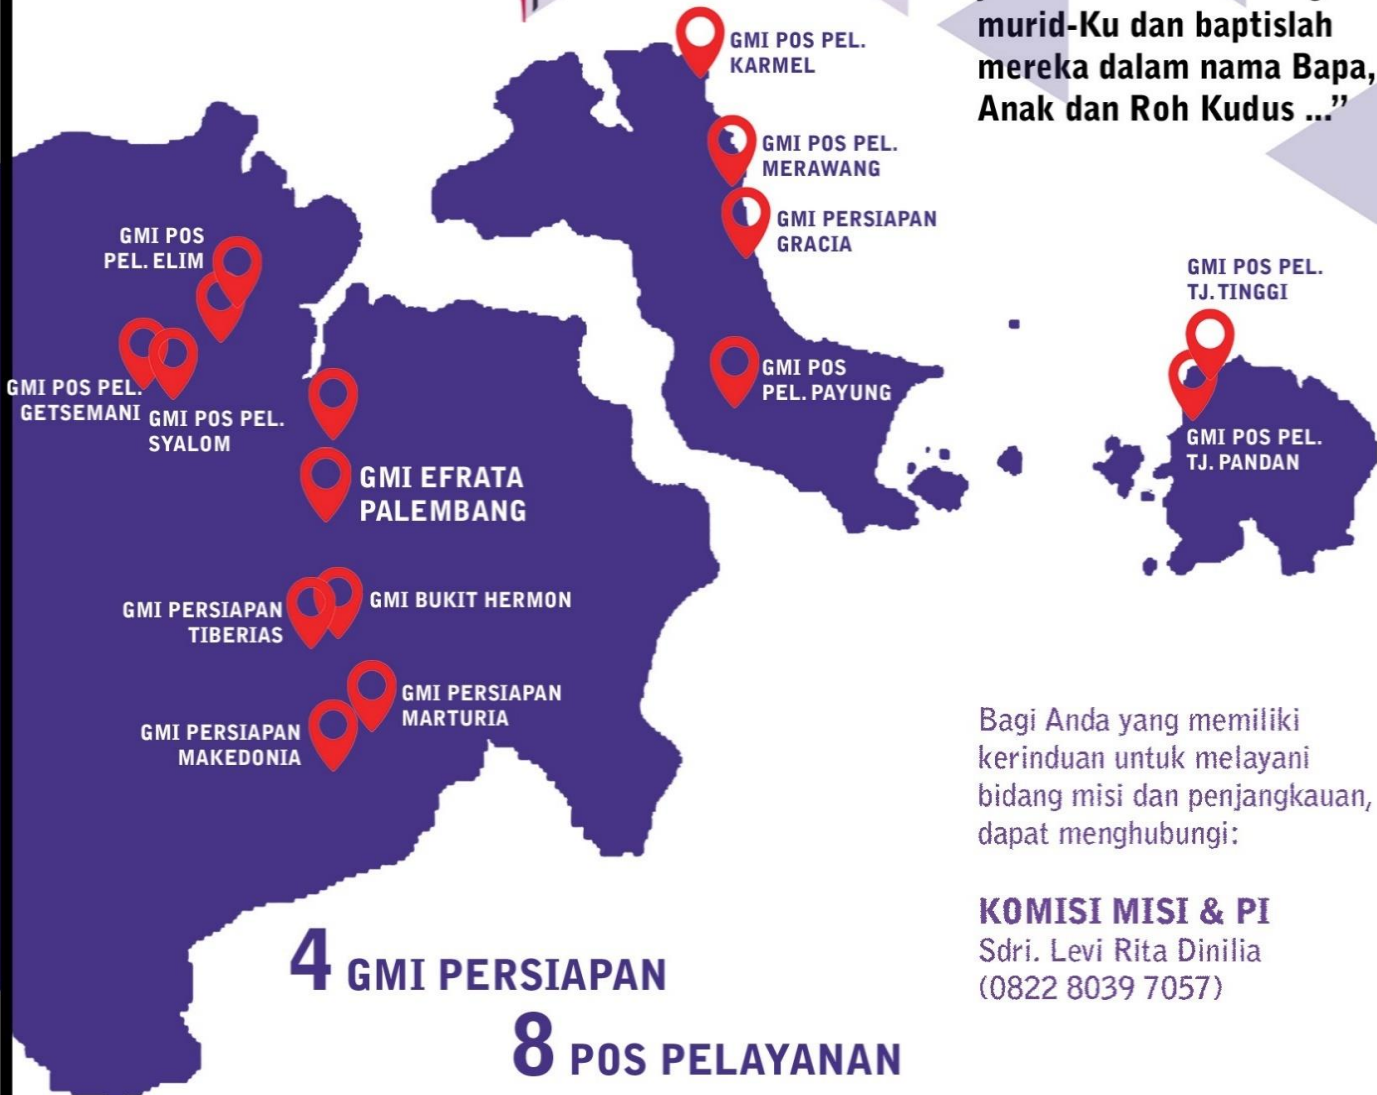 murid-Ku dan baptislah
mereka dalam nama Bapa,
Anak dan Roh Kudus ...”
GMI POS PEL.
KARMEL
GMI POS PEL.
MERAWANG
GMI PERSIAPAN
GRACIA
GMI POS
PEL. ELIM
GMI POS PEL.
TJ. TINGGI
GMI POS
PEL. PAYUNG
GMI POS PEL.
GETSEMANI
GMI POS PEL.
SYALOM
GMI POS PEL.
TJ. PANDAN
GMI EFRATA
PALEMBANG
GMI PERSIAPAN
TIBERIAS
GMI BUKIT HERMON
GMI PERSIAPAN
MARTURIA
GMI PERSIAPAN
MAKEDONIA
Bagi Anda yang memiliki
kerinduan untuk melayani
bidang misi dan penjangkauan,
dapat menghubungi:
KOMISI MISI & PI
Sdri. Levi Rita Dinilia
(0822 8039 7057)
4 GMI PERSIAPAN
8 POS PELAYANAN